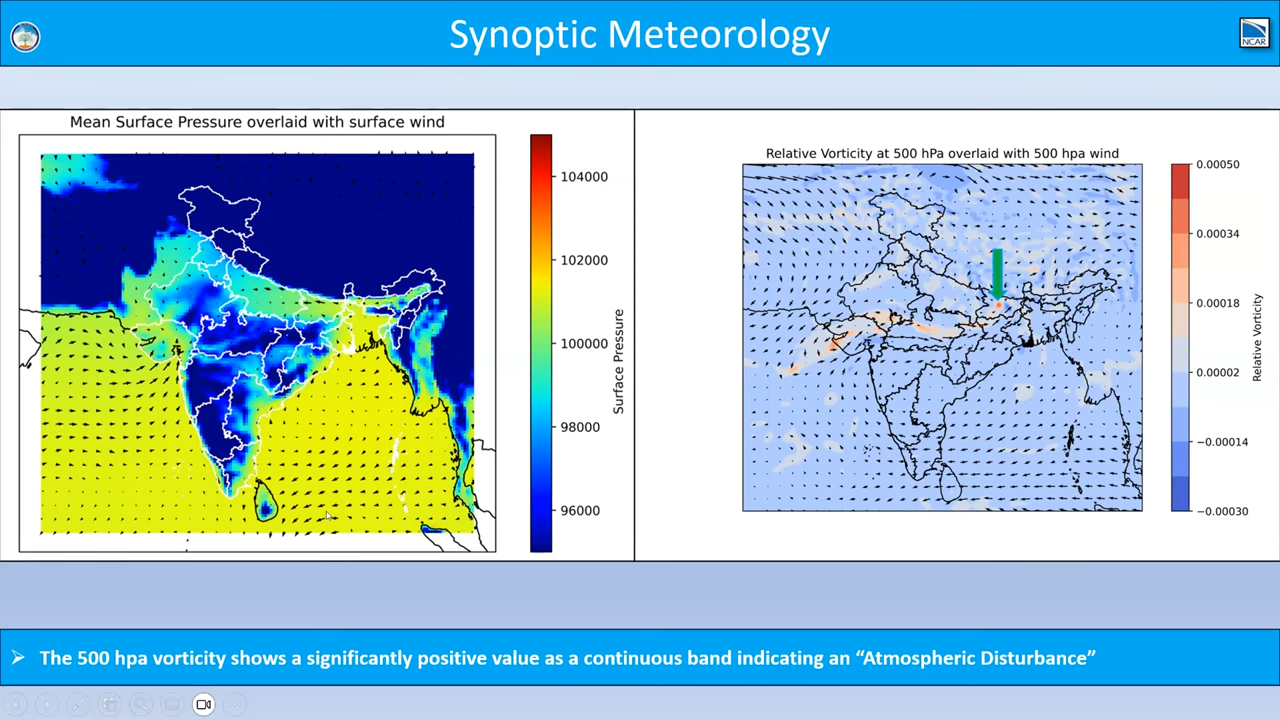 Synoptic Meteorology
NCAR
Mean Surface Pressure overlaid with surface wind
104000
102000
100000
98000
96000
Surface Pressure
Relative Vorticity at 500 hPa overlaid with 500 hpa wind
0.00050
0.00034
0.00018
0.00002
−0.00014
−0.00030
Relative Vorticity
The 500 hpa vorticity shows a significantly positive value as a continuous band indicating an “Atmospheric Disturbance”